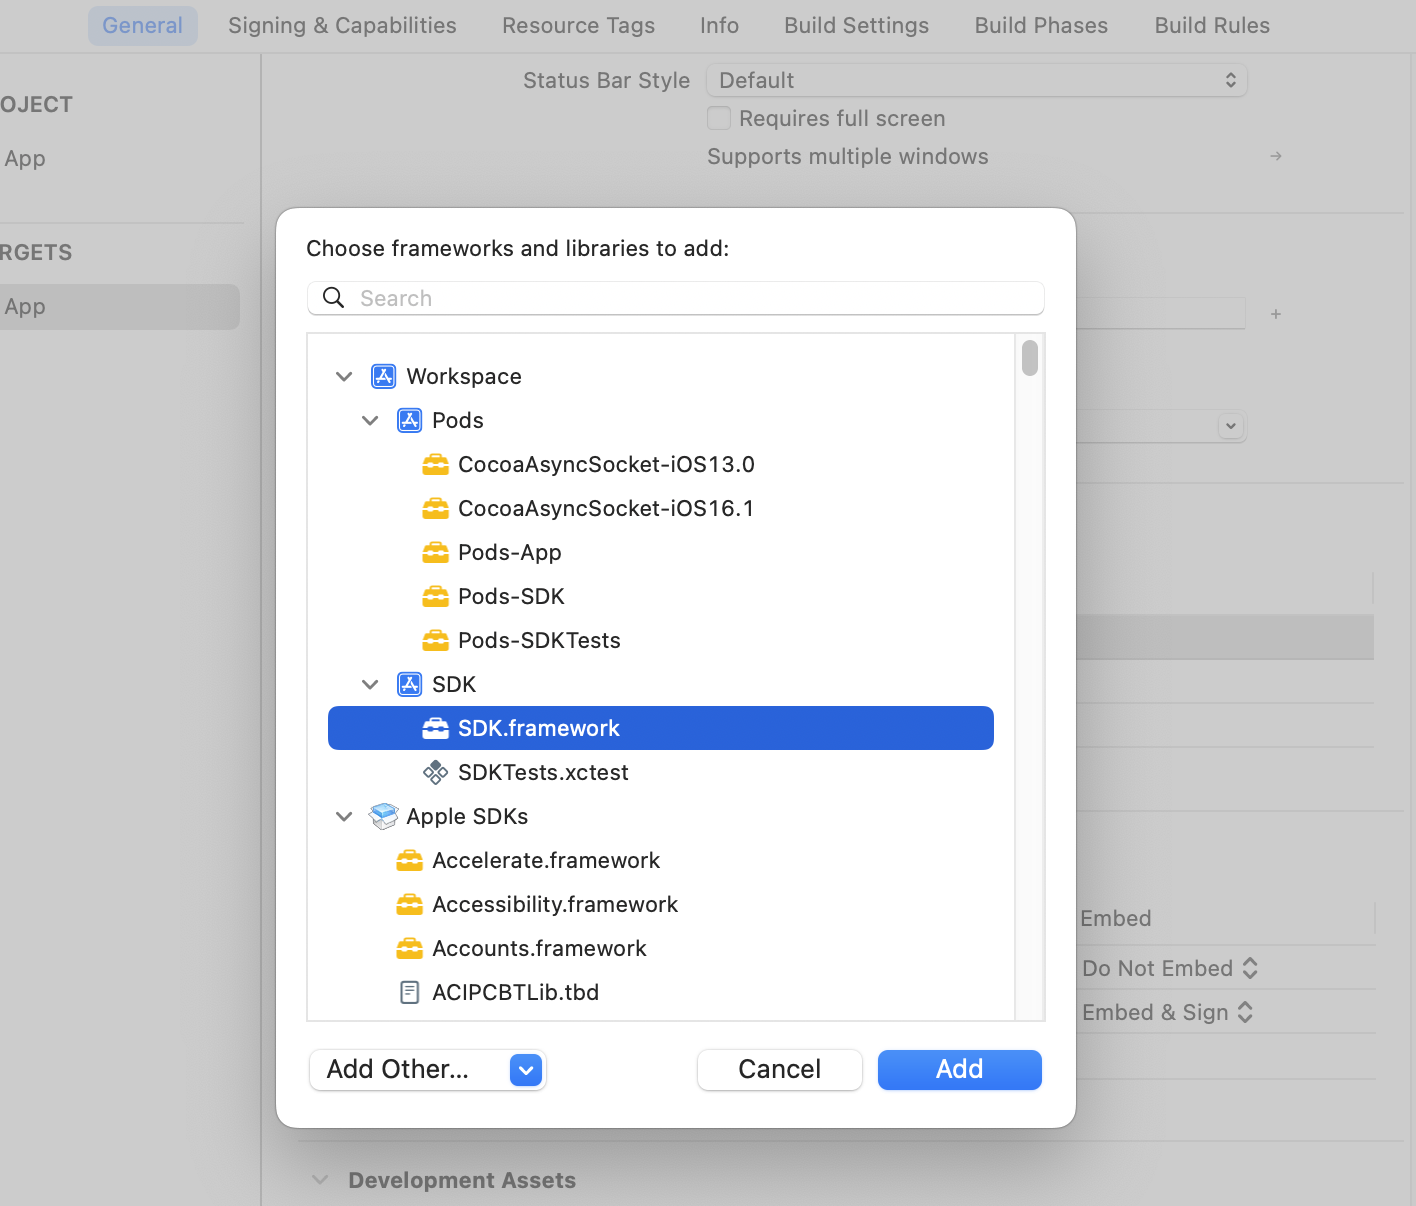 General Signing & Capabilities Resource Tags Info Build Settings Build Phases Build Rules
Status Bar Style Default
OJECT
Requires full screen
App
Supports multiple windows
RGETS
App
Choose frameworks and libraries to add:
Search
Workspace
Pods
CocoaAsyncSocket-iOS13.0
CocoaAsyncSocket-iOS16.1
Pods-App
Pods-SDK
Pods-SDKTests
SDK
SDK.framework
SDKTests.xctest
Apple SDKs
Accelerate.framework
Accessibility.framework
Accounts.framework
ACIPCBTLib.tbd
Embed
Do Not Embed
Embed & Sign
Add Other... Cancel Add
Development Assets